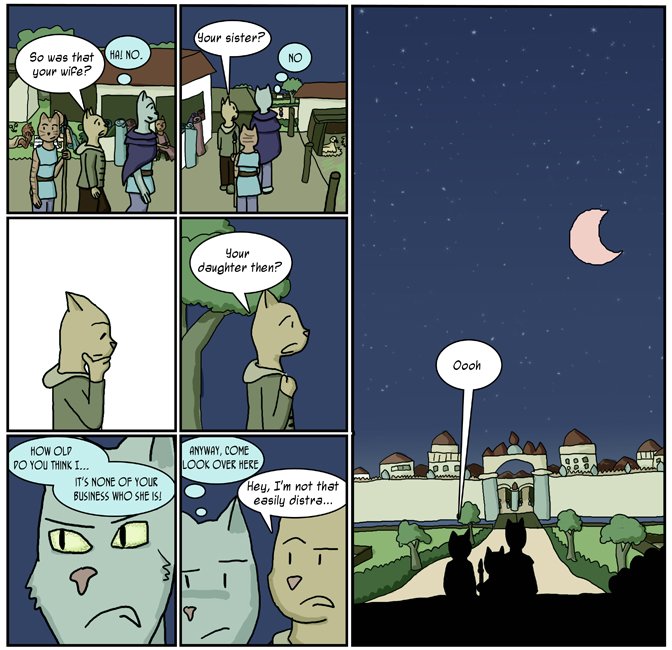 So was that
your wife?
HA! NO.
Your sister?
NO
Your
daughter then?
HOW OLD
DO YOU THINK I...
IT'S NONE OF YOUR
BUSINESS WHO SHE IS!
ANYWAY, COME
LOOK OVER HERE
Hey, I'm not that
easily distra...
Oooh